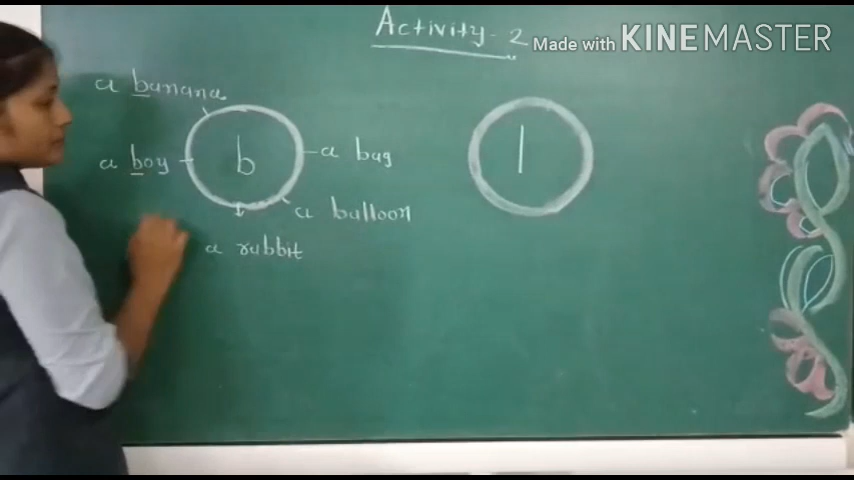 Activity - 2
Made with KINEMASTER
a banana
a boy
b
a bag
a balloon
a rabbit
l